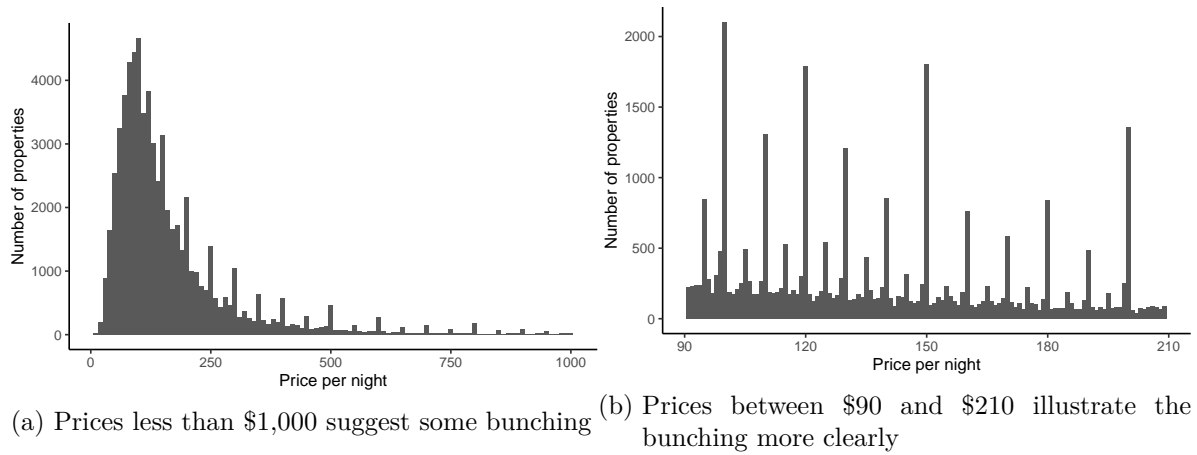 Number of properties
4000
3000
2000
1000
0
0
250
500
750
1000
Price per night
(a) Prices less than $1,000 suggest some bunching
Number of properties
2000
1500
1000
500
0
90
120
150
180
210
Price per night
(b) Prices between $90 and $210 illustrate the
bunching more clearly